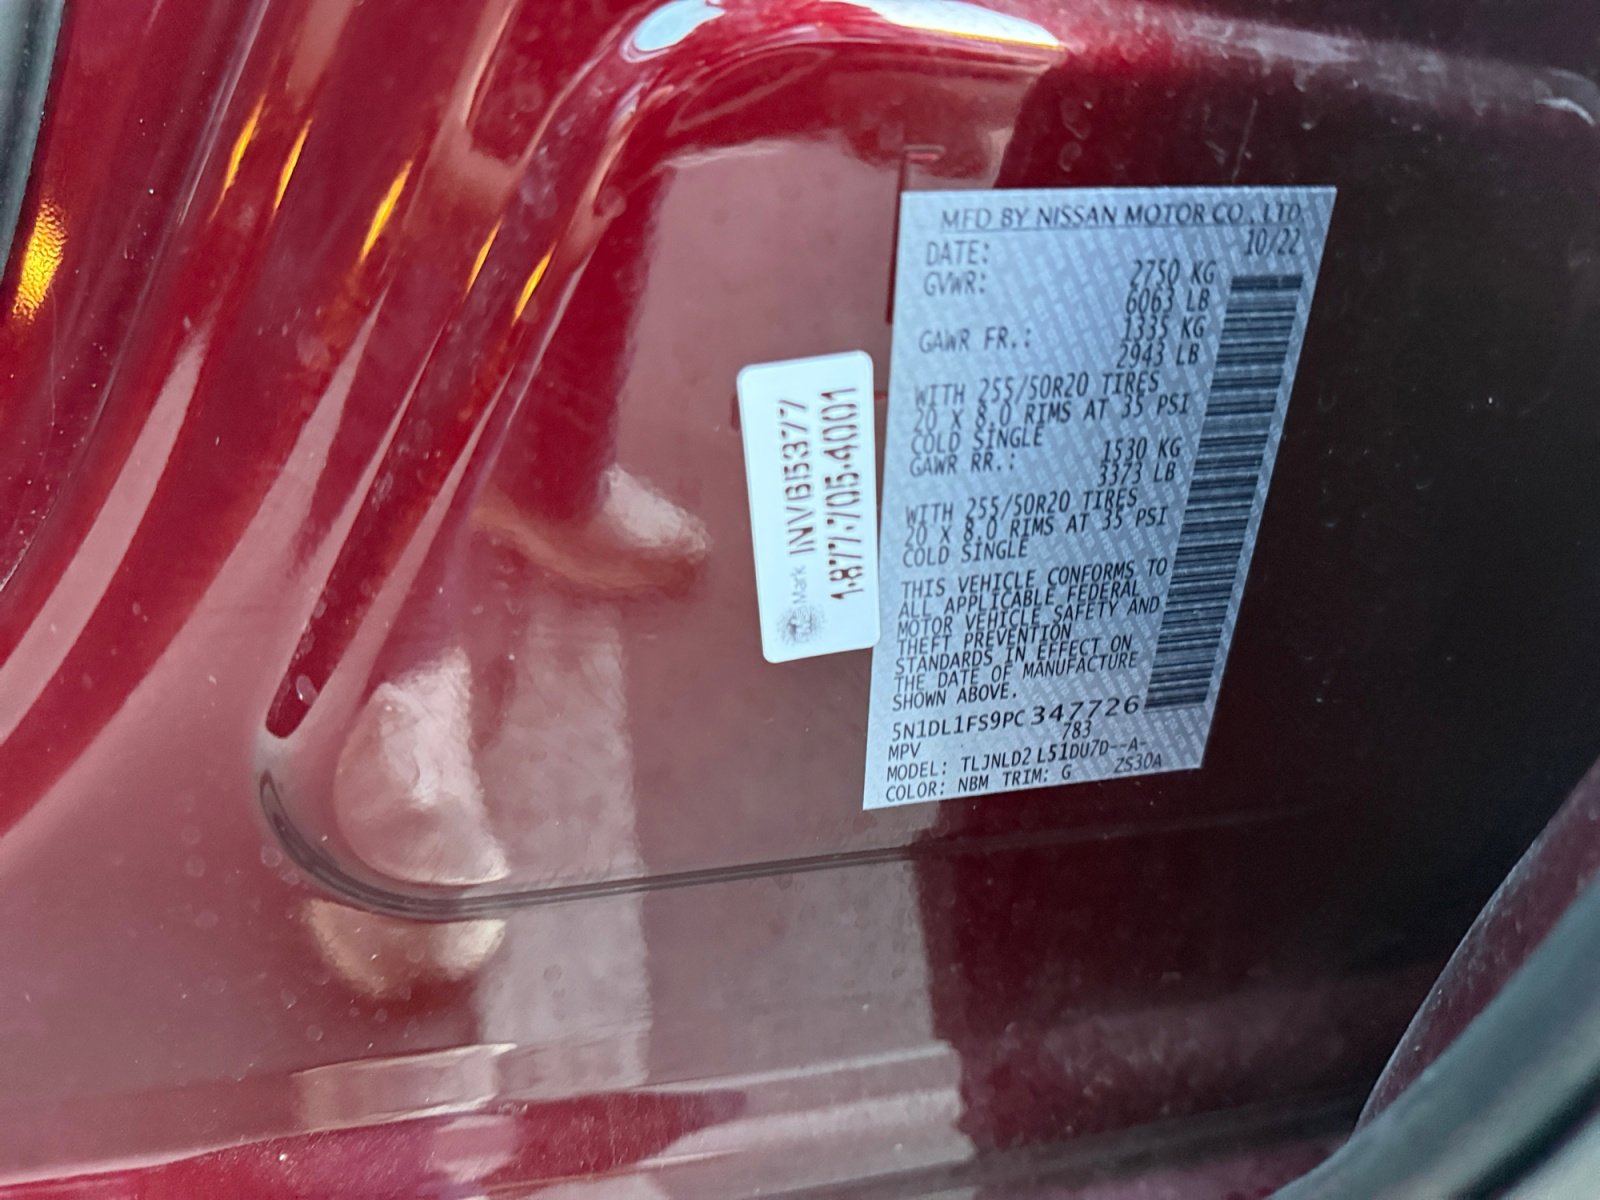 MFD BY NISSAN MOTOR CO., LTD.
DATE: 10/22
GVWR: 2750 KG
6063 LB
GAWR FR.: 1335 KG
2943 LB
WITH 255/50R20 TIRES
20 X 8.0 RIMS AT 35 PSI
COLD SINGLE
GAWR RR.: 1530 KG
3373 LB
WITH 255/50R20 TIRES
20 X 8.0 RIMS AT 35 PSI
COLD SINGLE
THIS VEHICLE CONFORMS TO
ALL APPLICABLE FEDERAL
MOTOR VEHICLE SAFETY AND
THEFT PREVENTION
STANDARDS IN EFFECT ON
THE DATE OF MANUFACTURE
SHOWN ABOVE.
5N1DL1FS9PC347726
MPV 783
MODEL: TLJNLD2 L51DU7D--A-
COLOR: NBM TRIM: G ZS30A
Mark INVBI5377
1-877-705-4001